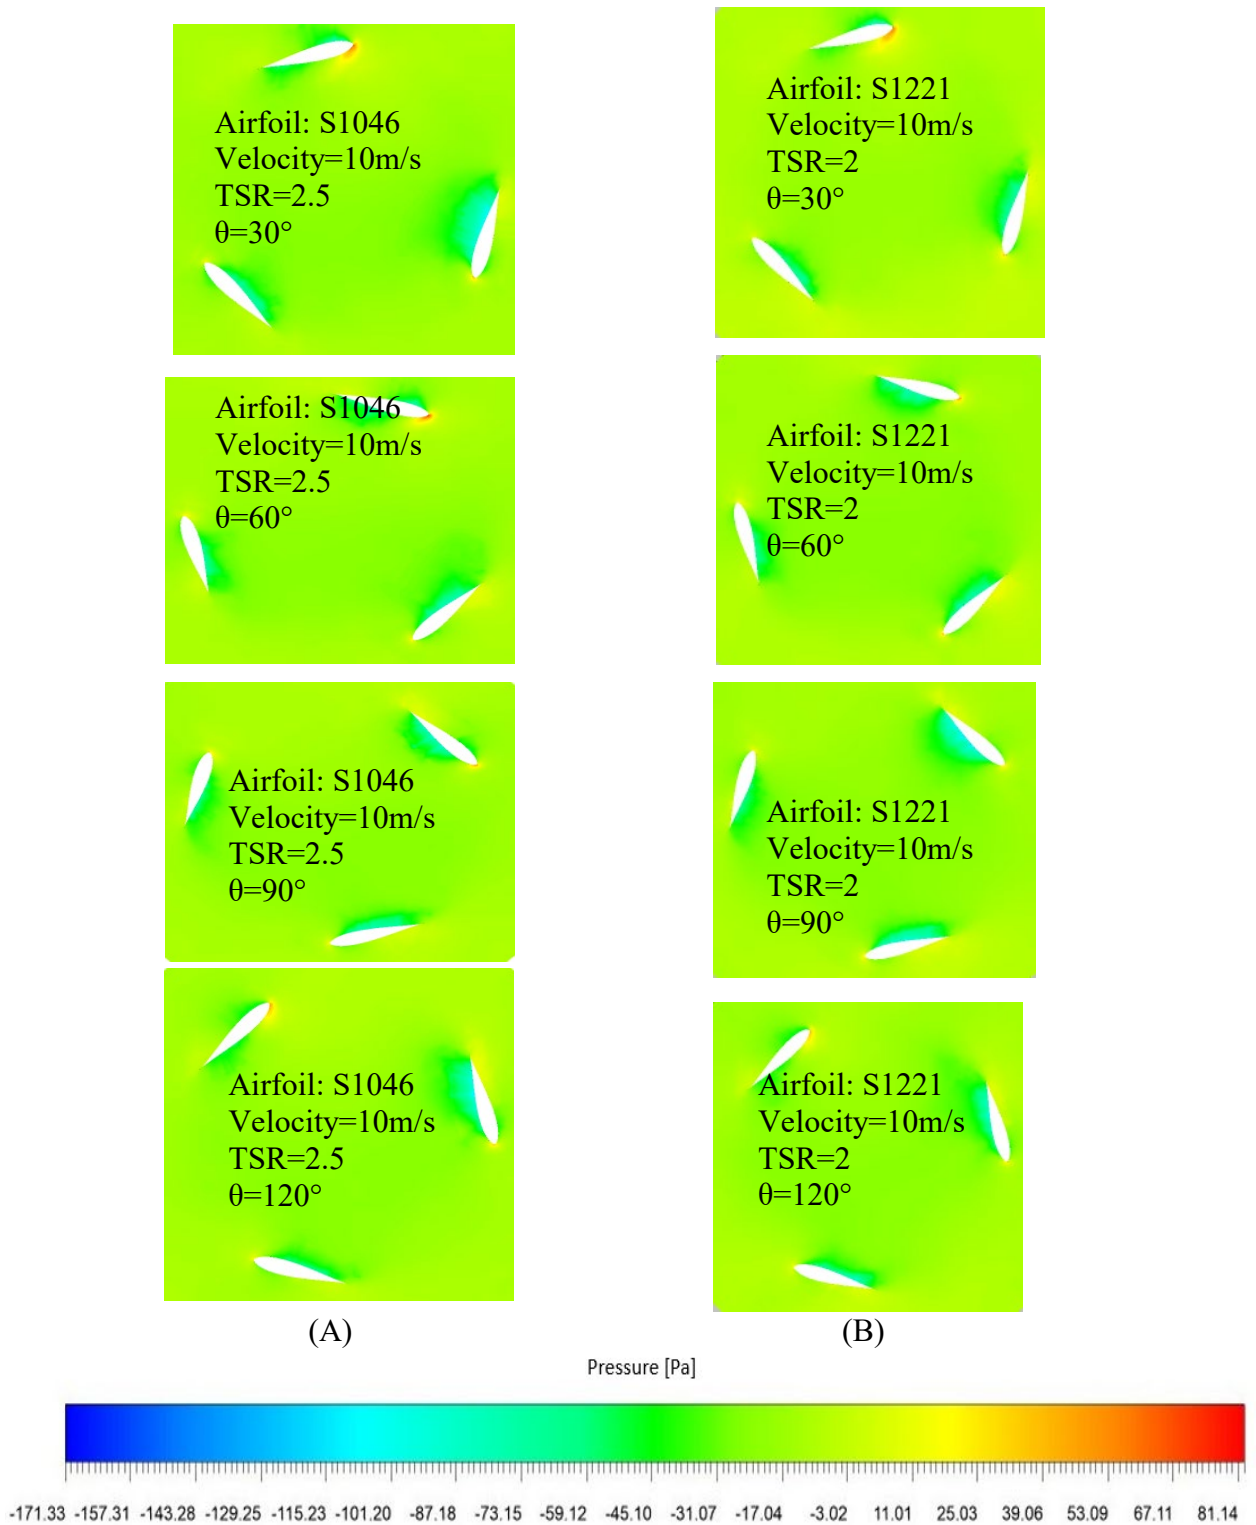 Airfoil: S1046
Velocity=10m/s
TSR=2.5
θ=30°
Airfoil: S1221
Velocity=10m/s
TSR=2
θ=30°
Airfoil: S1046
Velocity=10m/s
TSR=2.5
θ=60°
Airfoil: S1221
Velocity=10m/s
TSR=2
θ=60°
Airfoil: S1046
Velocity=10m/s
TSR=2.5
θ=90°
Airfoil: S1221
Velocity=10m/s
TSR=2
θ=90°
Airfoil: S1046
Velocity=10m/s
TSR=2.5
θ=120°
Airfoil: S1221
Velocity=10m/s
TSR=2
θ=120°
(A) (B)
Pressure [Pa]
-171.33 -157.31 -143.28 -129.25 -115.23 -101.20 -87.18 -73.15 -59.12 -45.10 -31.07 -17.04 -3.02 11.01 25.03 39.06 53.09 67.11 81.14